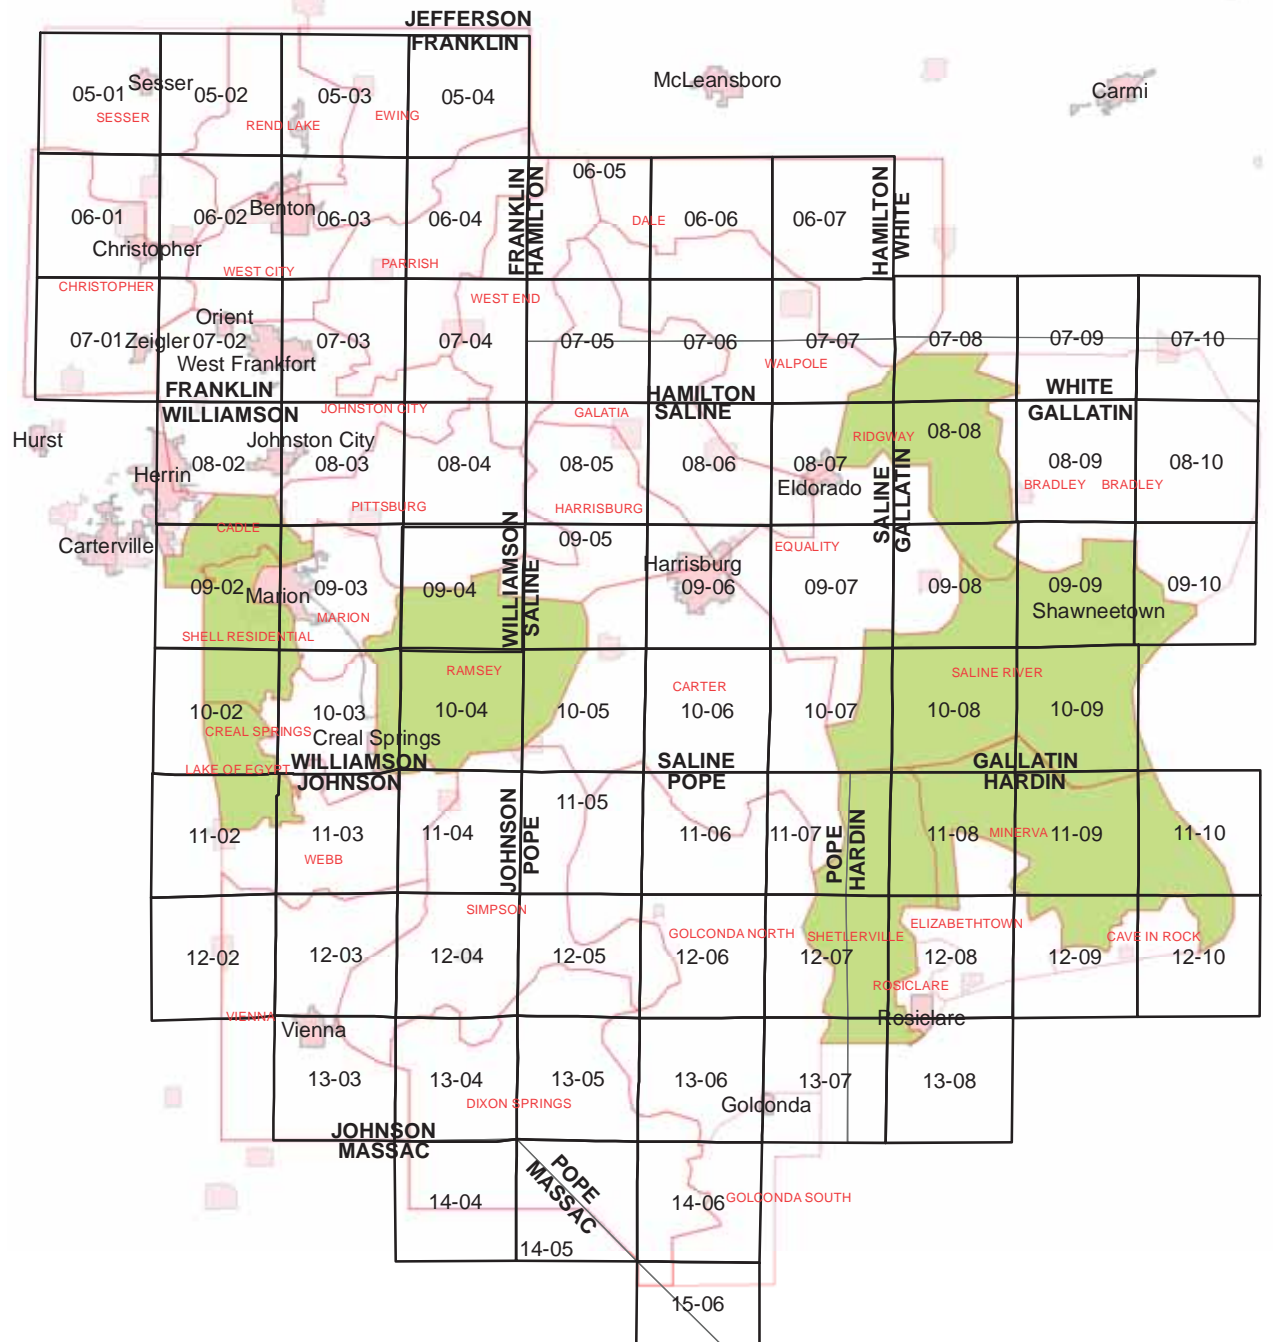 JEFFERSON
FRANKLIN
McLeansboro
Carmi
Sesser
05-01
05-02
05-03
05-04
SESSER
REND LAKE
EWING
06-05
FRANKLIN
HAMILTON
HAMILTON
WHITE
06-01
06-02
Benton
06-03
06-04
DALE
06-06
06-07
Christopher
WEST CITY
PARRISH
CHRISTOPHER
WEST END
Orient
07-01
Zeigler
07-02
07-03
07-04
07-05
07-06
07-07
07-08
07-09
07-10
West Frankfort
WALPOLE
FRANKLIN
WILLIAMSON
HAMILTON
SALINE
WHITE
GALLATIN
JOHNSTON CITY
GALATIA
Hurst
Johnston City
RIDGWAY
08-08
Herrin
08-02
08-03
08-04
08-05
08-06
08-07
08-09
08-10
Eldorado
BRADLEY
BRADLEY
PITTSBURG
HARRISBURG
SALINE
GALLATIN
CADLE
Carterville
09-05
EQUALITY
WILLIAMSON
SALINE
Harrisburg
09-02
Marion
09-03
09-04
09-06
09-07
09-08
09-09
09-10
MARION
Shawneetown
SHELL RESIDENTIAL
RAMSEY
CARTER
SALINE RIVER
10-02
10-03
10-04
10-05
10-06
10-07
10-08
10-09
CREAL SPRINGS
Creal Springs
LAKE OF EGYPT
WILLIAMSON
JOHNSON
SALINE
POPE
GALLATIN
HARDIN
JOHNSON
POPE
11-05
11-02
11-03
11-04
11-06
11-07
POPE
HARDIN
11-08
MINERVA
11-09
11-10
WEBB
SIMPSON
GOLCONDA NORTH
SHETLERVILLE
ELIZABETHTOWN
CAVE IN ROCK
12-02
12-03
12-04
12-05
12-06
12-07
12-08
12-09
12-10
ROSICLARE
VIENNA
Vienna
Rosiclare
13-03
13-04
13-05
13-06
13-07
13-08
DIXON SPRINGS
Golconda
JOHNSON
MASSAC
POPE
MASSAC
14-04
14-06
GOLCONDA SOUTH
14-05
15-06